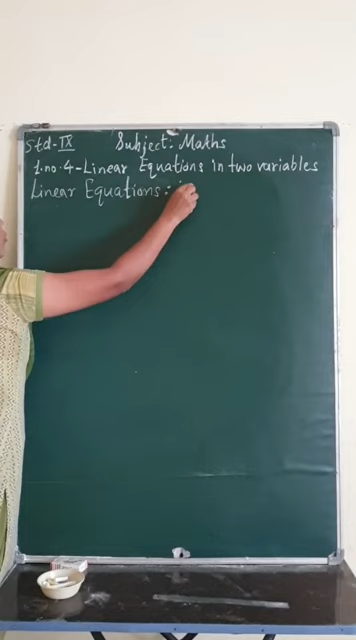 Std-IX Subject: Maths
L.no.4-Linear Equations in two variables
Linear Equations: